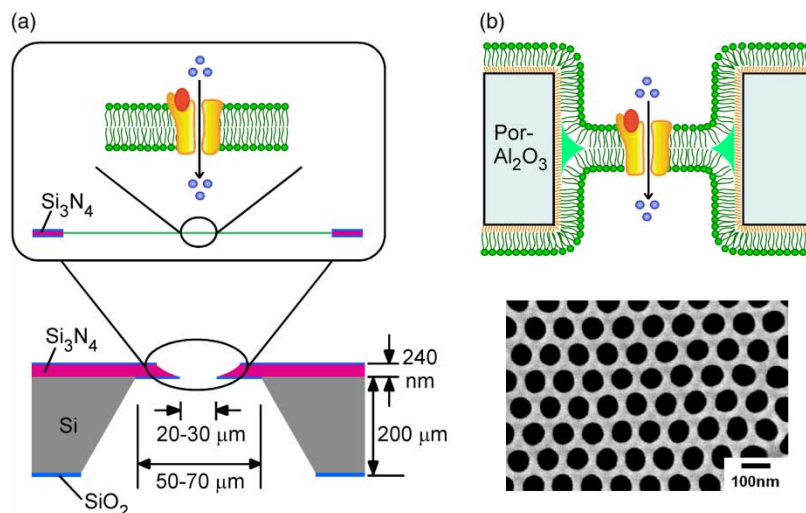 (a)
Si3N4
Si3N4
Si
SiO2
20-30 μm
50-70 μm
240
nm
200 μm
(b)
Por-
Al2O3
100nm